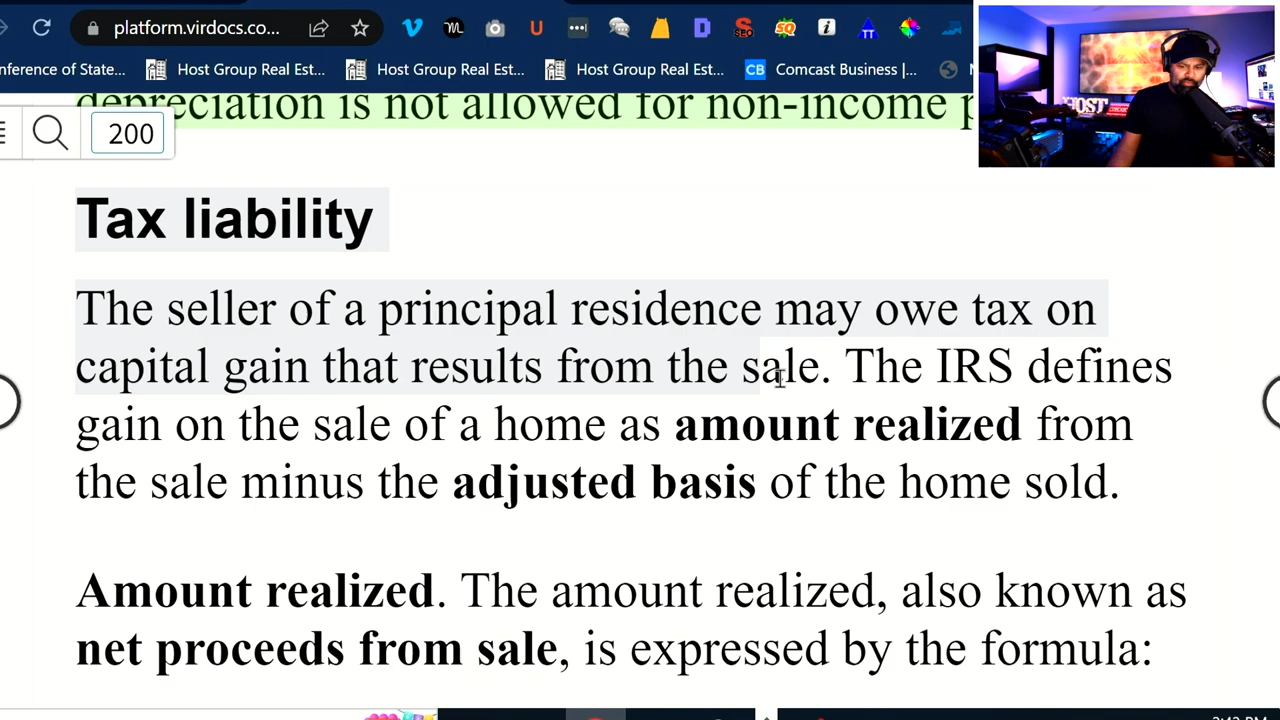 platform.virdocs.co...
nference of State... Host Group Real Est... Host Group Real Est... Host Group Real Est... CB Comcast Business |...
depreciation is not allowed for non-income
200
HOST
Tax liability
The seller of a principal residence may owe tax on
capital gain that results from the sale. The IRS defines
gain on the sale of a home as amount realized from
the sale minus the adjusted basis of the home sold.
Amount realized. The amount realized, also known as
net proceeds from sale, is expressed by the formula: